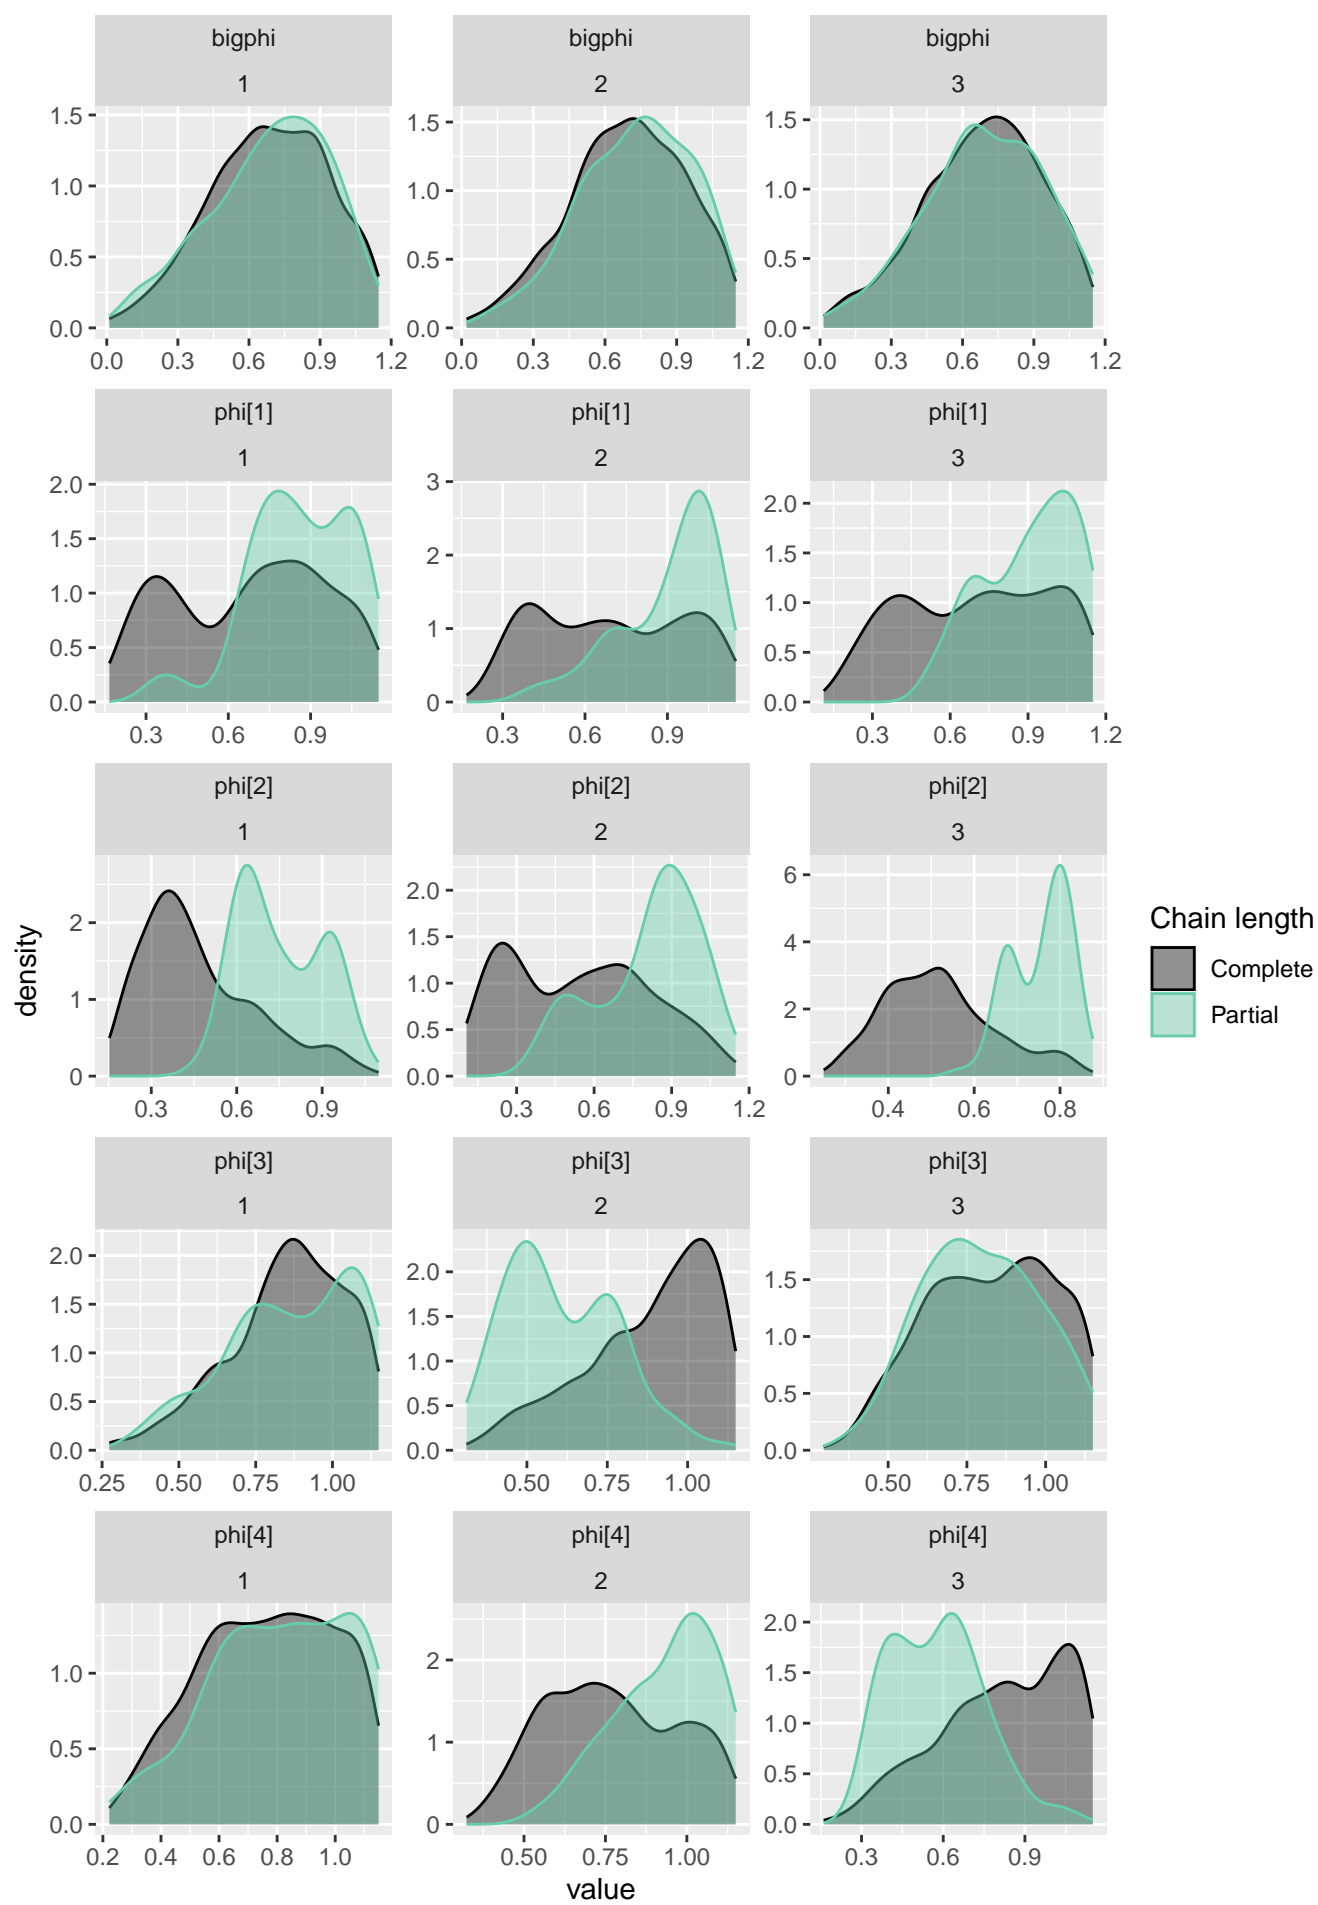 bigphi bigphi bigphi
1 2 3
1.5 1.0 0.5 0.0
0.0 0.3 0.6 0.9 1.2
1.5 1.0 0.5 0.0
0.0 0.3 0.6 0.9 1.2
1.5 1.0 0.5 0.0
0.0 0.3 0.6 0.9 1.2
phi[1] phi[1] phi[1]
1 2 3
2.0 1.5 1.0 0.5 0.0
0.3 0.6 0.9
3 2 1 0
0.3 0.6 0.9
2.0 1.5 1.0 0.5 0.0
0.3 0.6 0.9 1.2
phi[2] phi[2] phi[2]
1 2 3
2 1 0
0.3 0.6 0.9
2.0 1.5 1.0 0.5 0.0
0.3 0.6 0.9 1.2
6 4 2 0
0.4 0.6 0.8
phi[3] phi[3] phi[3]
1 2 3
2.0 1.5 1.0 0.5 0.0
0.25 0.50 0.75 1.00
2.0 1.5 1.0 0.5 0.0
0.50 0.75 1.00
1.5 1.0 0.5 0.0
0.50 0.75 1.00
phi[4] phi[4] phi[4]
1 2 3
1.0 0.5 0.0
0.2 0.4 0.6 0.8 1.0
2 1 0
0.50 0.75 1.00
2.0 1.5 1.0 0.5 0.0
0.3 0.6 0.9
value
density
Chain length
Complete
Partial